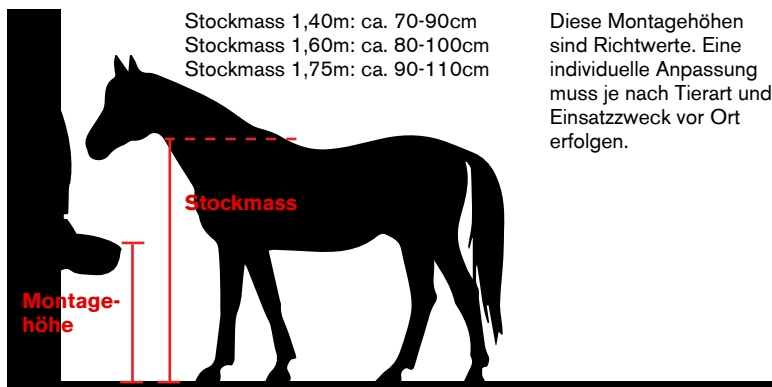 Stockmass 1,40m: ca. 70-90cm
Stockmass 1,60m: ca. 80-100cm
Stockmass 1,75m: ca. 90-110cm
Diese Montagehöhen
sind Richtwerte. Eine
individuelle Anpassung
muss je nach Tierart und
Einsatzzweck vor Ort
erfolgen.
Stockmass
Montage-
höhe